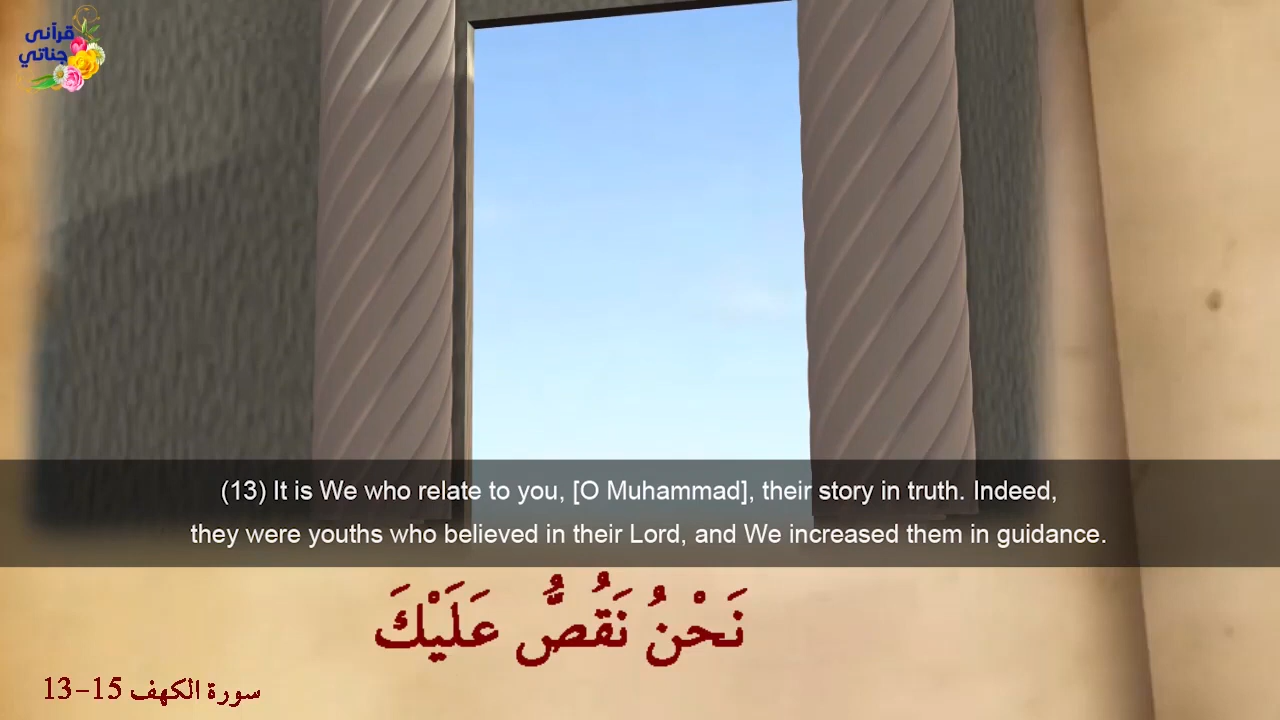 قرآنى
جناتي
(13) It is We who relate to you, [O Muhammad], their story in truth. Indeed,
they were youths who believed in their Lord, and We increased them in guidance.
نَحْنُ نَقُصُّ عَلَيْكَ
سورة الكهف 15-13